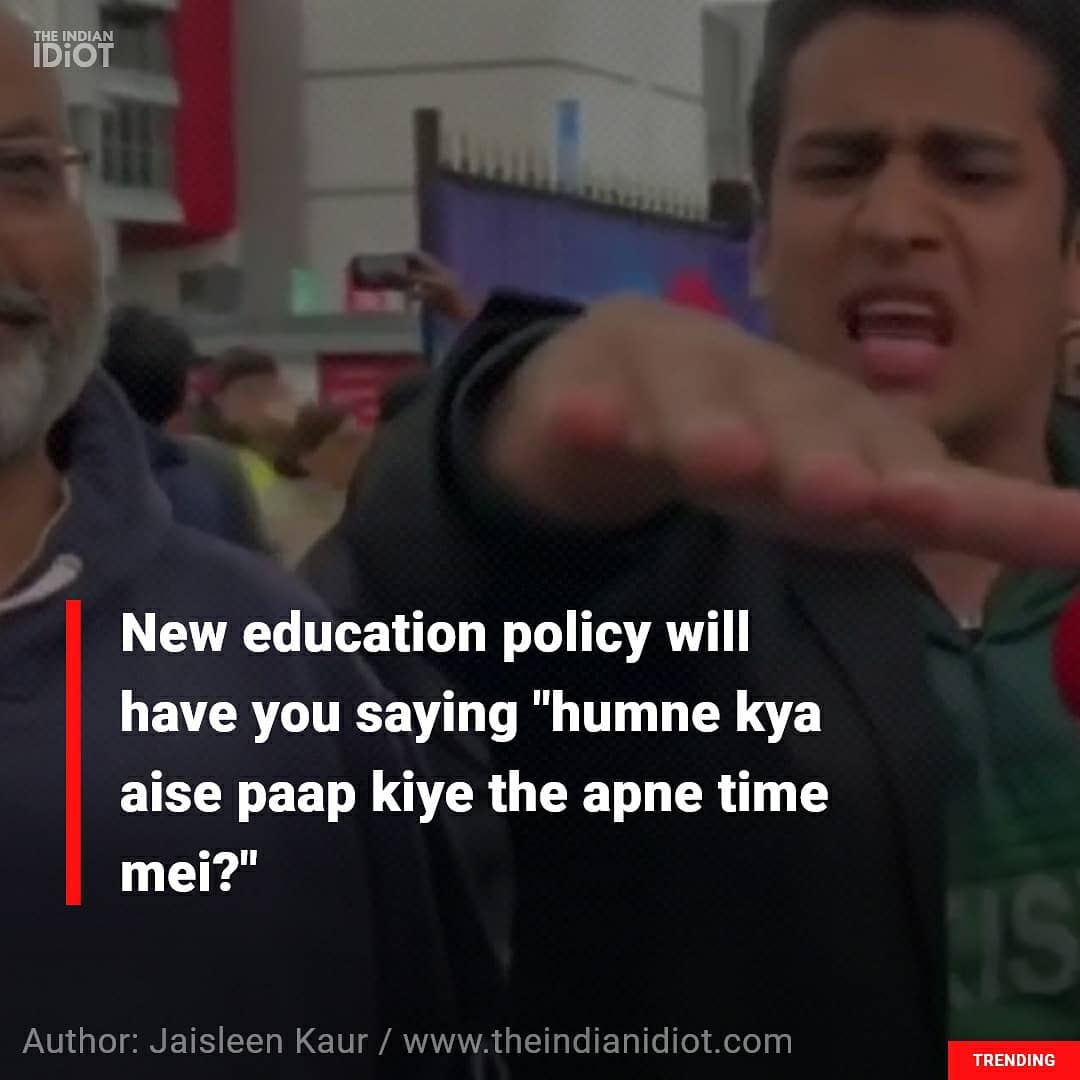 THE INDIAN
IDiOT
New education policy will
have you saying "humne kya
aise paap kiye the apne time
mei?"
IS
Author: Jaisleen Kaur / www.theindianidiot.com
TRENDING